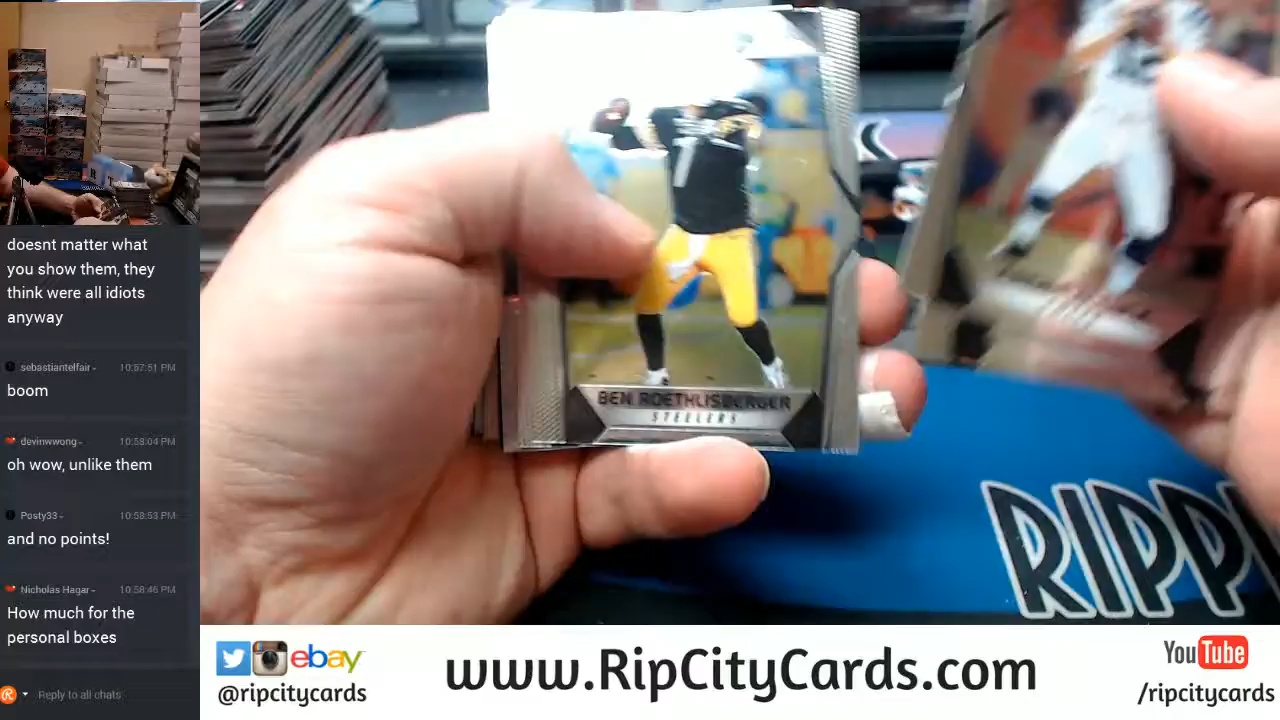 doesnt matter what
you show them, they
think were all idiots
anyway
sebastiantelfair - 10:57:51 PM
boom
devinwwong - 10:58:04 PM
oh wow, unlike them
Posty33 - 10:58:53 PM
and no points!
Nicholas Hagar - 10:58:46 PM
How much for the
personal boxes
Reply to all chats
7
BEN ROETHLISBERGER
STEELERS
RIPP
ebay
@ripcitycards
www.RipCityCards.com
YouTube
/ripcitycards